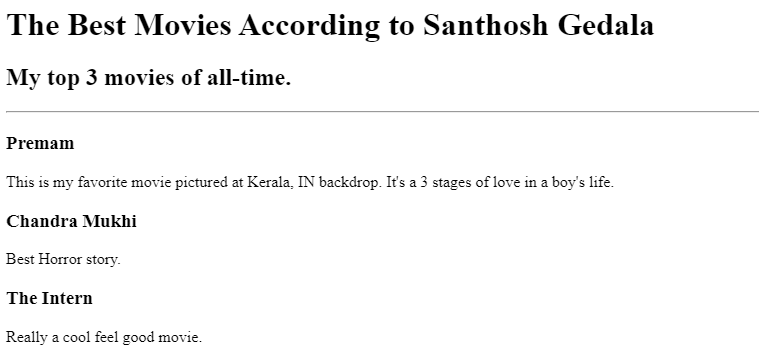 The Best Movies According to Santhosh Gedala
My top 3 movies of all-time.
Premam
This is my favorite movie pictured at Kerala, IN backdrop. It's a 3 stages of love in a boy's life.
Chandra Mukhi
Best Horror story.
The Intern
Really a cool feel good movie.